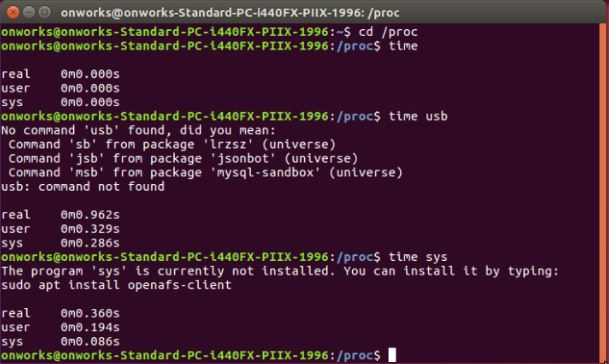 onworks@onworks-Standard-PC-i440FX-PIIX-1996: /proc
onworks@onworks-Standard-PC-i440FX-PIIX-1996:~$ cd /proc
onworks@onworks-Standard-PC-i440FX-PIIX-1996:/proc$ time
real    0m0.000s
user    0m0.000s
sys     0m0.000s
onworks@onworks-Standard-PC-i440FX-PIIX-1996:/proc$ time usb
No command 'usb' found, did you mean:
 Command 'sb' from package 'lrzsz' (universe)
 Command 'jsb' from package 'jsonbot' (universe)
 Command 'msb' from package 'mysql-sandbox' (universe)
usb: command not found
real    0m0.962s
user    0m0.329s
sys     0m0.286s
onworks@onworks-Standard-PC-i440FX-PIIX-1996:/proc$ time sys
The program 'sys' is currently not installed. You can install it by typing:
sudo apt install openafs-client
real    0m0.360s
user    0m0.194s
sys     0m0.086s
onworks@onworks-Standard-PC-i440FX-PIIX-1996:/proc$